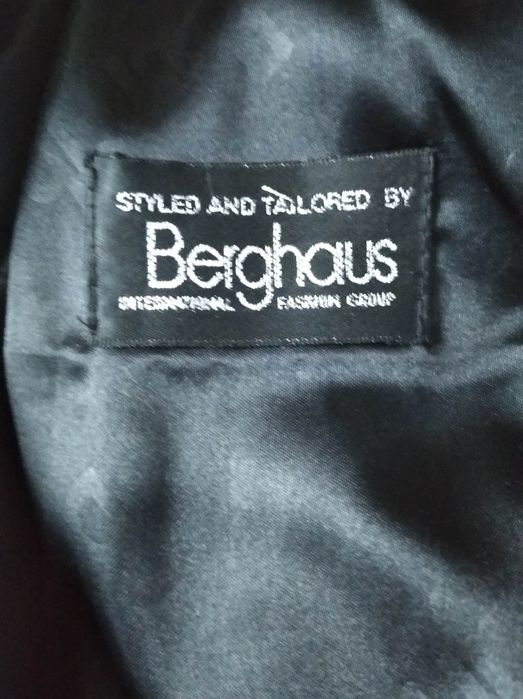 STYLED AND TAILORED BY
Berghaus
INTERNATIONAL FASHION GROUP